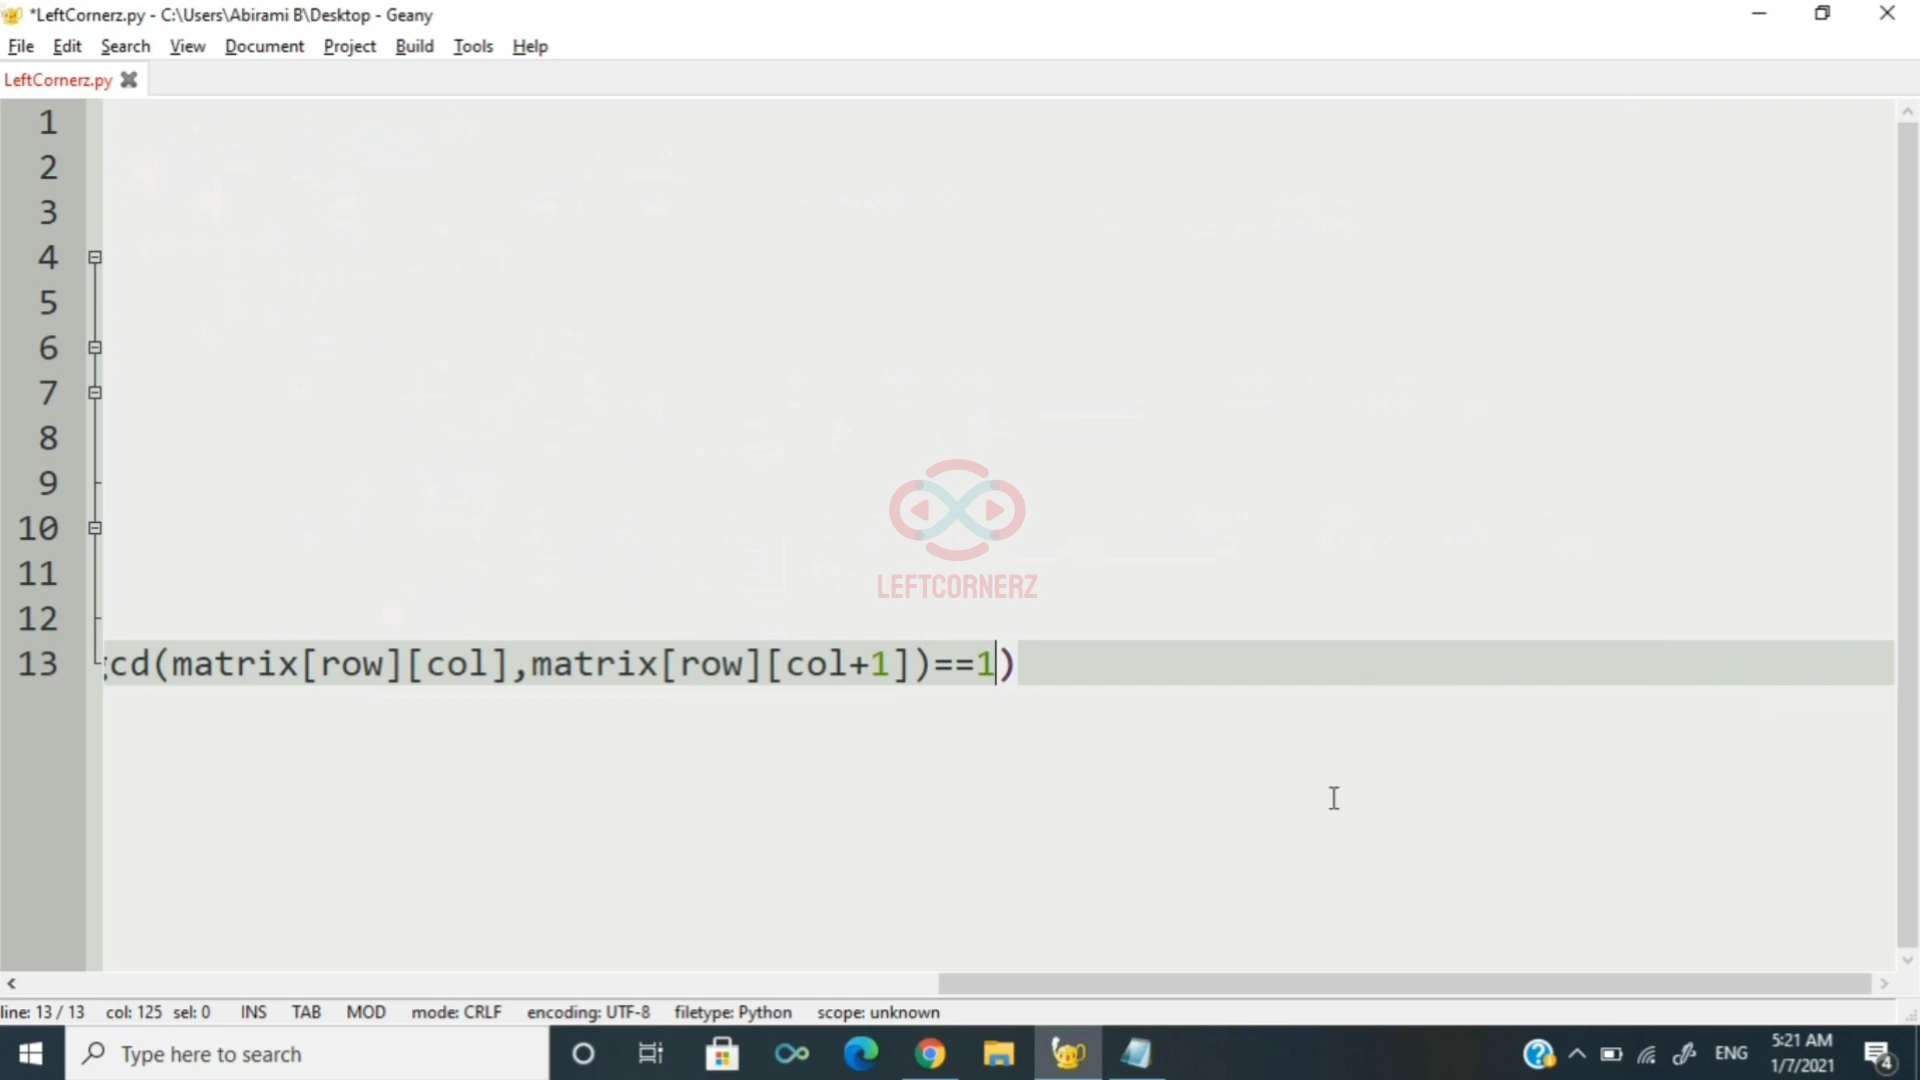 *LeftCornerz.py - C:\Users\Abirami B\Desktop - Geany
File Edit Search View Document Project Build Tools Help
LeftCornerz.py
1
2
3
4
5
6
7
8
9
10
11
12
13 cd(matrix[row][col],matrix[row][col+1])==1)
LEFTCORNERZ
line: 13 / 13 col: 125 sel: 0 INS TAB MOD mode: CRLF encoding: UTF-8 filetype: Python scope: unknown
Type here to search
ENG
5:21 AM
1/7/2021
4